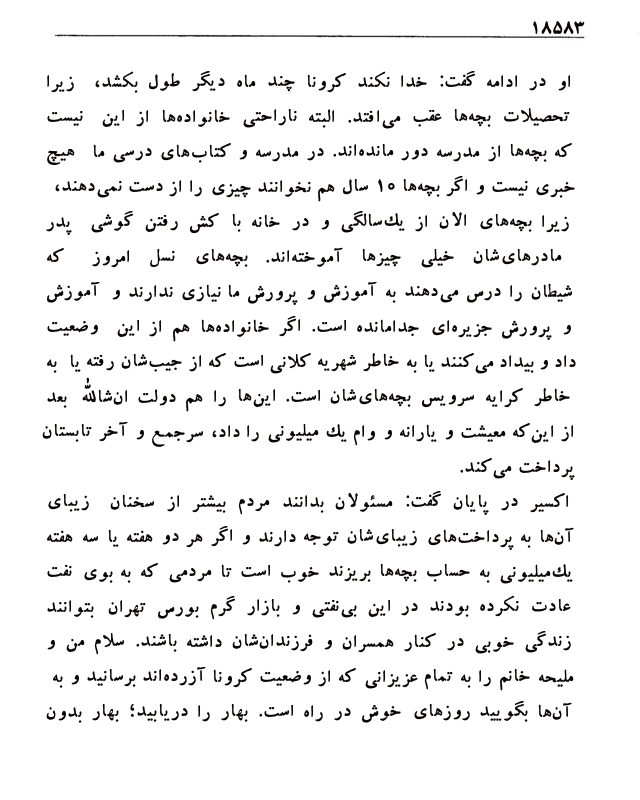 ۱۸۵۸۳
او در ادامه گفت: خدا نکند کرونا چند ماه دیگر طول بکشد، زیرا
تحصیلات بچه‌ها عقب می‌افتد. البته ناراحتی خانواده‌ها از این نیست
که بچه‌ها از مدرسه دور مانده‌اند. در مدرسه و کتاب‌های درسی ما هیچ
خبری نیست و اگر بچه‌ها ۱۰ سال هم نخوانند چیزی را از دست نمی‌دهند،
زیرا بچه‌های الان از یك‌سالگی و در خانه با کش رفتن گوشی پدر
مادرهای‌شان خیلی چیزها آموخته‌اند. بچه‌های نسل امروز که
شیطان را درس می‌دهند به آموزش و پرورش ما نیازی ندارند و آموزش
و پرورش جزیره‌ای جدامانده است. اگر خانواده‌ها هم از این وضعیت
داد و بیداد می‌کنند یا به خاطر شهریه کلانی است که از جیب‌شان رفته یا به
خاطر کرایه سرویس بچه‌های‌شان است. این‌ها را هم دولت ان‌شالله بعد
از این‌که معیشت و یارانه و وام یك میلیونی را داد، سرجمع و آخر تابستان
پرداخت می‌کند.
اکسیر در پایان گفت: مسئولان بدانند مردم بیشتر از سخنان زیبای
آن‌ها به پرداخت‌های زیبای‌شان توجه دارند و اگر هر دو هفته یا سه هفته
یك‌میلیونی به حساب بچه‌ها بریزند خوب است تا مردمی که به بوی نفت
عادت نکرده بودند در این بی‌نفتی و بازار گرم بورس تهران بتوانند
زندگی خوبی در کنار همسران و فرزندان‌شان داشته باشند. سلام من و
ملیحه خانم را به تمام عزیزانی که از وضعیت کرونا آزرده‌اند برسانید و به
آن‌ها بگویید روزهای خوش در راه است. بهار را دریابید؛ بهار بدون